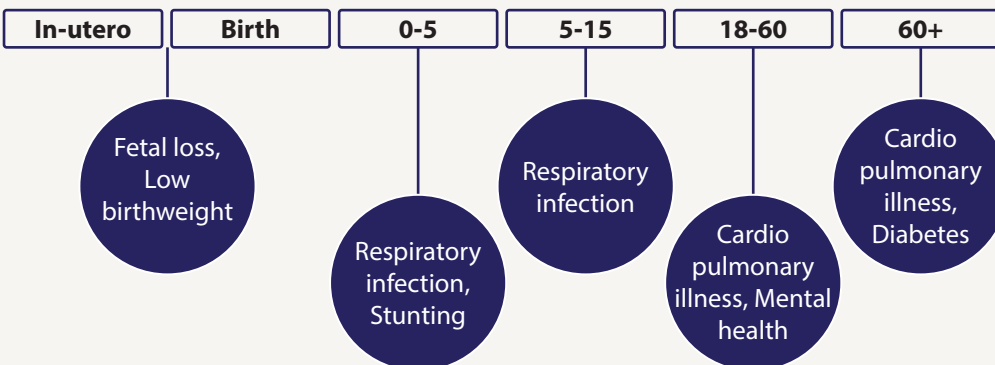 In-utero
Birth
0-5
5-15
18-60
60+
Fetal loss,
Low
birthweight
Respiratory
infection,
Stunting
Respiratory
infection
Cardio
pulmonary
illness, Mental
health
Cardio
pulmonary
illness,
Diabetes